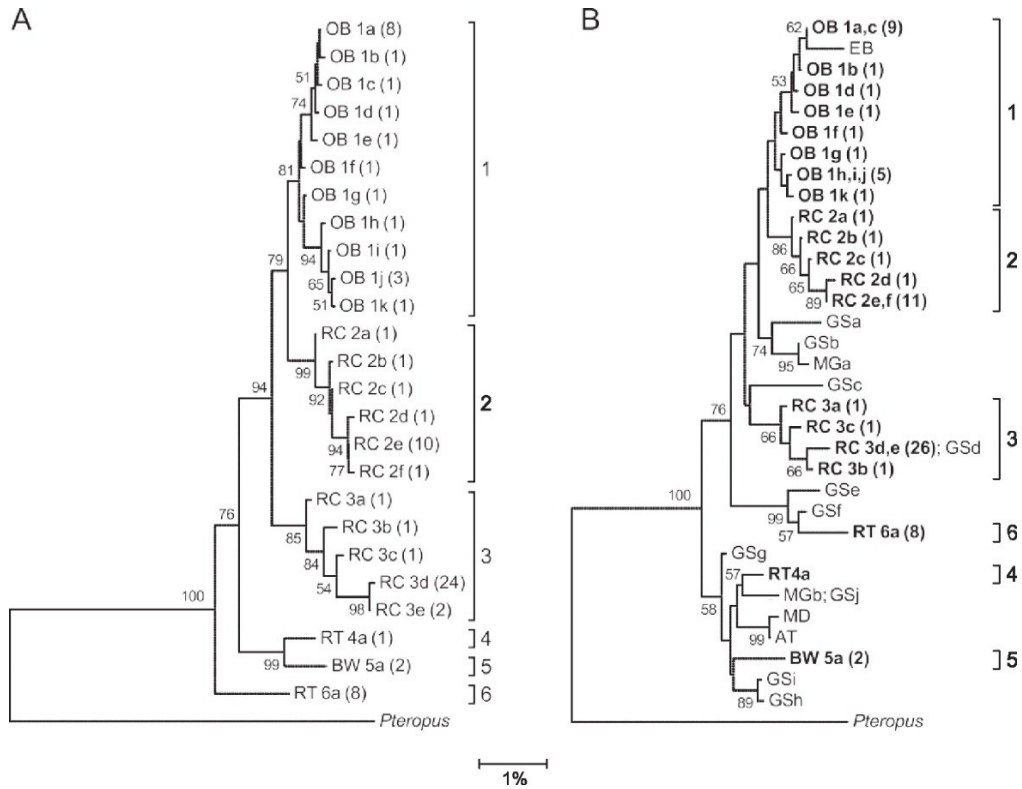 A
OB 1a (8)
OB 1b (1)
51
OB 1c (1)
74
OB 1d (1)
OB 1e (1)
81
OB 1f (1)
1
OB 1g (1)
OB 1h (1)
94
OB 1i (1)
79
65
OB 1j (3)
51
OB 1k (1)
RC 2a (1)
RC 2b (1)
99
RC 2c (1)
94
92
2
RC 2d (1)
RC 2e (10)
94
77
RC 2f (1)
RC 3a (1)
76
RC 3b (1)
85
RC 3c (1)
3
84
54
RC 3d (24)
100
98
RC 3e (2)
RT 4a (1)
4
99
BW 5a (2)
5
RT 6a (8)
6
Pteropus
B
62
OB 1a,c (9)
EB
OB 1b (1)
53
OB 1d (1)
OB 1e (1)
1
OB 1f (1)
OB 1g (1)
OB 1h,i,j (5)
OB 1k (1)
RC 2a (1)
RC 2b (1)
86
RC 2c (1)
2
66
65
RC 2d (1)
89
RC 2e,f (11)
GSa
GSb
74
95
MGa
GSc
76
RC 3a (1)
RC 3c (1)
66
3
RC 3d,e (26); GSd
66
RC 3b (1)
GSe
100
99
GSf
57
RT 6a (8)
6
GSg
57
RT4a
4
MGb; GSj
58
MD
99
AT
BW 5a (2)
5
GSi
89
GSh
Pteropus
1%